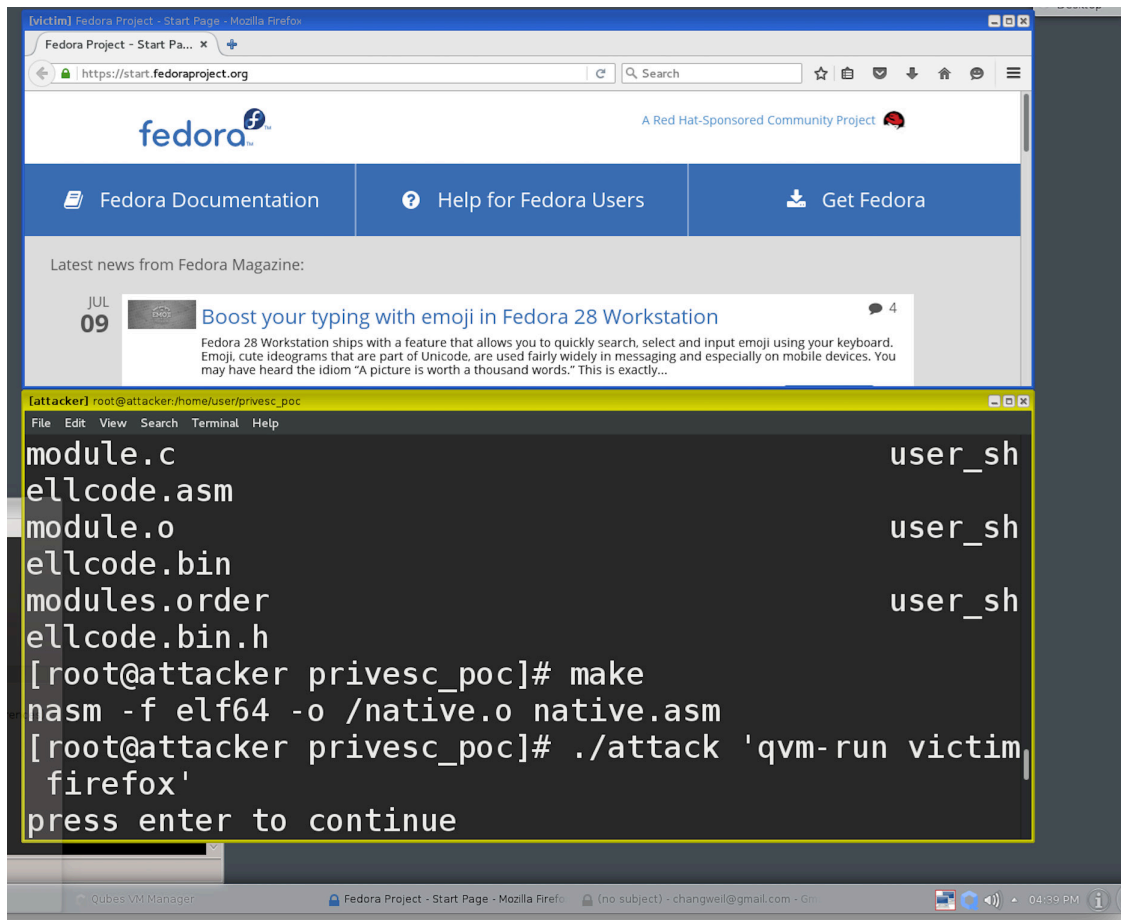 [victim] Fedora Project - Start Page - Mozilla Firefox
Fedora Project - Start Pa...
https://start.fedoraproject.org
Search
fedora
A Red Hat-Sponsored Community Project
Fedora Documentation
Help for Fedora Users
Get Fedora
Latest news from Fedora Magazine:
JUL
09
Boost your typing with emoji in Fedora 28 Workstation
4
Fedora 28 Workstation ships with a feature that allows you to quickly search, select and input emoji using your keyboard.
Emoji, cute ideograms that are part of Unicode, are used fairly widely in messaging and especially on mobile devices. You
may have heard the idiom “A picture is worth a thousand words.” This is exactly...
[attacker] root@attacker:/home/user/privesc_poc
File Edit View Search Terminal Help
module.c user_sh
ellcode.asm
module.o user_sh
ellcode.bin
modules.order user_sh
ellcode.bin.h
[root@attacker privesc_poc]# make
nasm -f elf64 -o /native.o native.asm
[root@attacker privesc_poc]# ./attack 'qvm-run victim
firefox'
press enter to continue
Qubes VM Manager
Fedora Project - Start Page - Mozilla Firefo
(no subject) - changweil@gmail.com - Gm
04:39 PM